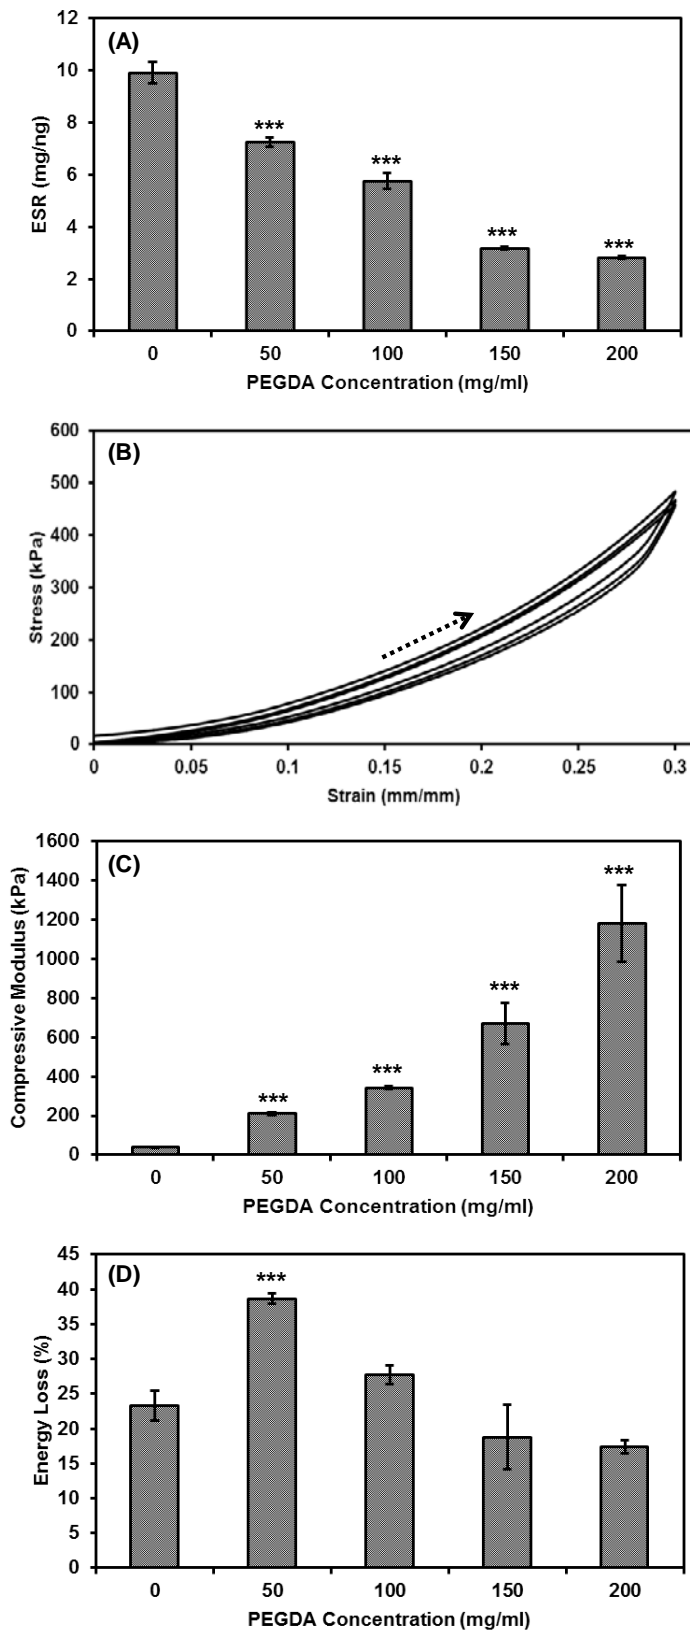 (A)
12
10
8
6
4
2
0
ESR (mg/ng)
***
***
***
***
0 50 100 150 200
PEGDA Concentration (mg/ml)
(B)
600
500
400
300
200
100
0
Stress (kPa)
0 0.05 0.1 0.15 0.2 0.25 0.3
Strain (mm/mm)
(C)
1600
1400
1200
1000
800
600
400
200
0
Compressive Modulus (kPa)
***
***
***
***
0 50 100 150 200
PEGDA Concentration (mg/ml)
(D)
45
40
35
30
25
20
15
10
5
0
Energy Loss (%)
***
0 50 100 150 200
PEGDA Concentration (mg/ml)